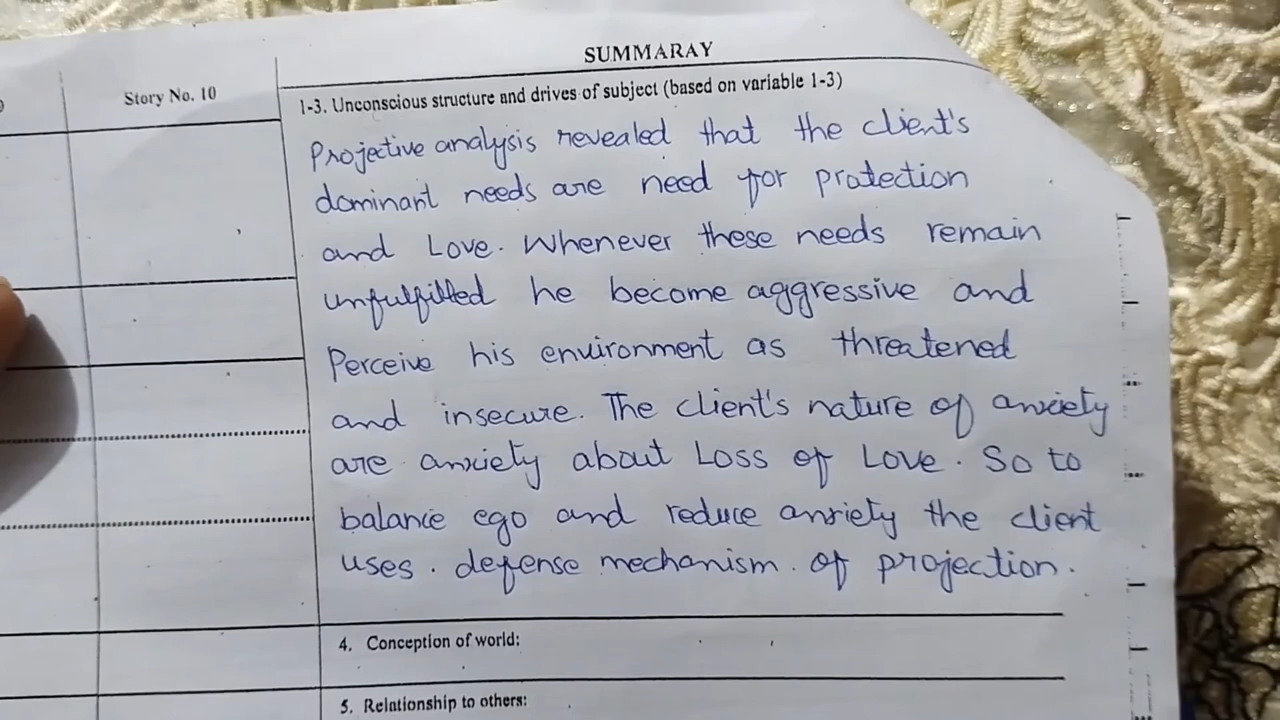 SUMMARAY
Story No. 10
1-3. Unconscious structure and drives of subject (based on variable 1-3)
Projective analysis revealed that the client's
dominant needs are need for protection
and Love. Whenever these needs remain
unfulfilled he become aggressive and
Perceive his environment as threatened
and insecure. The client's nature of anxiety
are anxiety about Loss of Love. So to
balance ego and reduce anxiety the client
uses. defense mechanism. of projection.
4. Conception of world:
5. Relationship to others: